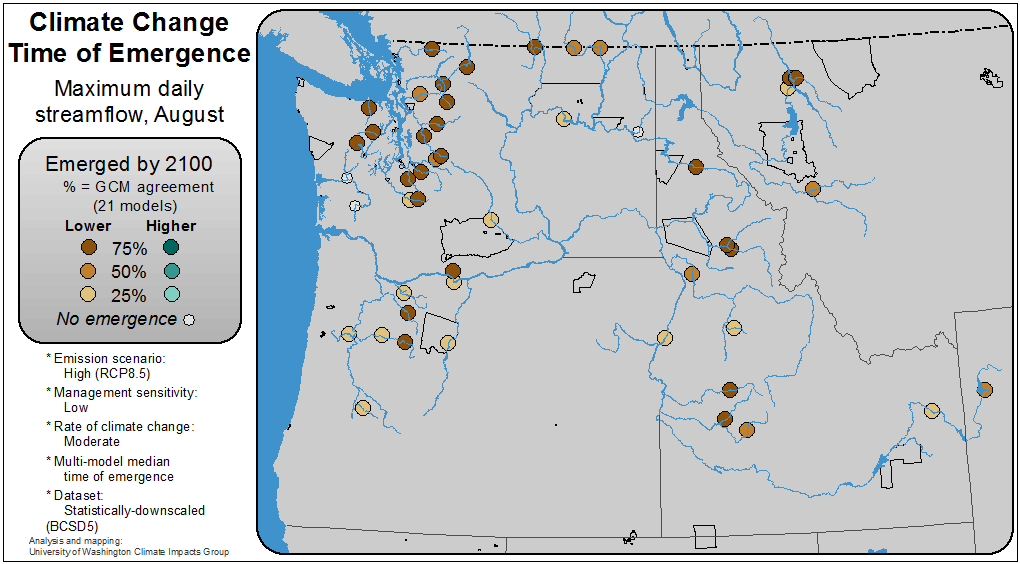 Climate Change
Time of Emergence
Maximum daily
streamflow, August
Emerged by 2100
% = GCM agreement
(21 models)
Lower Higher
75%
50%
25%
No emergence
* Emission scenario:
High (RCP8.5)
* Management sensitivity:
Low
* Rate of climate change:
Moderate
* Multi-model median
time of emergence
* Dataset:
Statistically-downscaled
(BCSD5)
Analysis and mapping:
University of Washington Climate Impacts Group